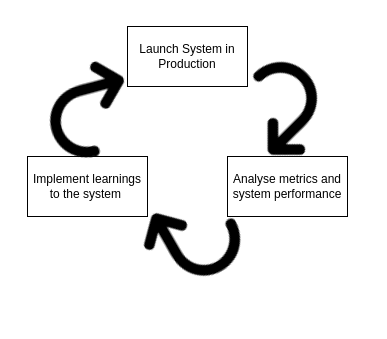 Launch System in
Production
Analyse metrics and
system performance
Implement learnings
to the system